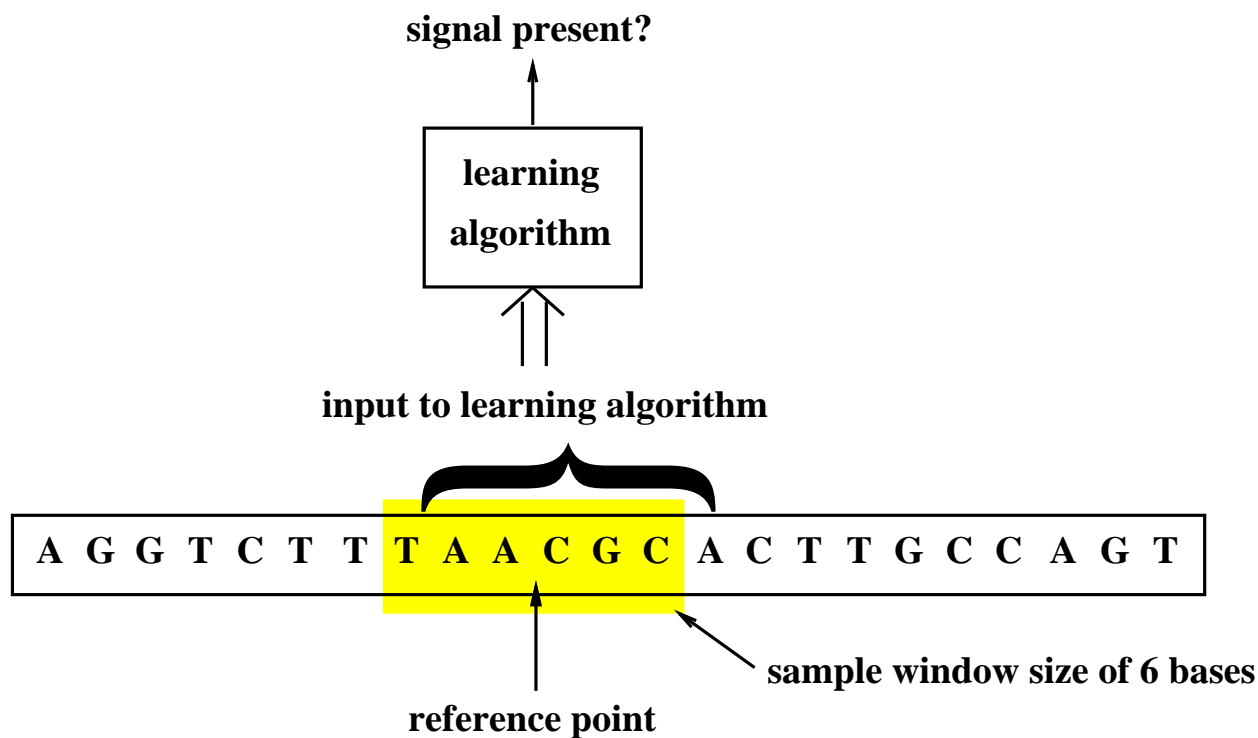 signal present?
learning
algorithm
input to learning algorithm
A G G T C T T T A A C G C A C T T G C C A G T
sample window size of 6 bases
reference point